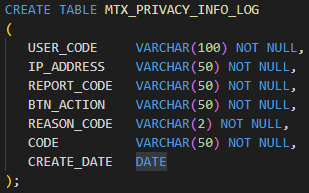 CREATE TABLE MTX_PRIVACY_INFO_LOG
(
USER_CODE VARCHAR(100) NOT NULL,
IP_ADDRESS VARCHAR(50) NOT NULL,
REPORT_CODE VARCHAR(50) NOT NULL,
BTN_ACTION VARCHAR(50) NOT NULL,
REASON_CODE VARCHAR(2) NOT NULL,
CODE VARCHAR(50) NOT NULL,
CREATE_DATE DATE
);